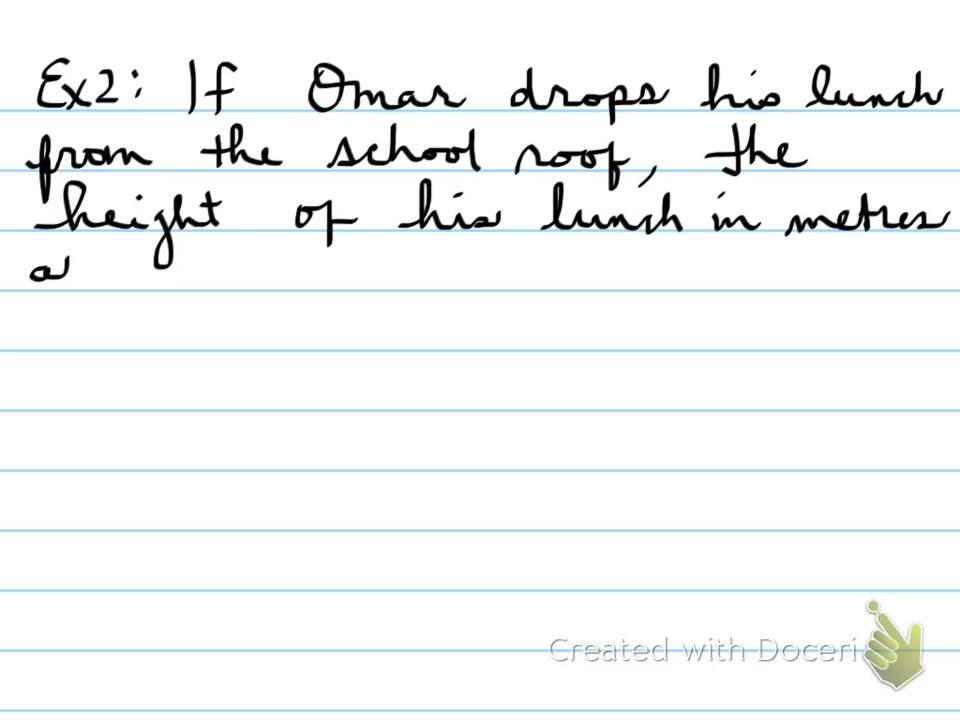 Ex2: If Omar drops his lunch
from the school roof, the
height of his lunch in metres
a
Created with Doceri